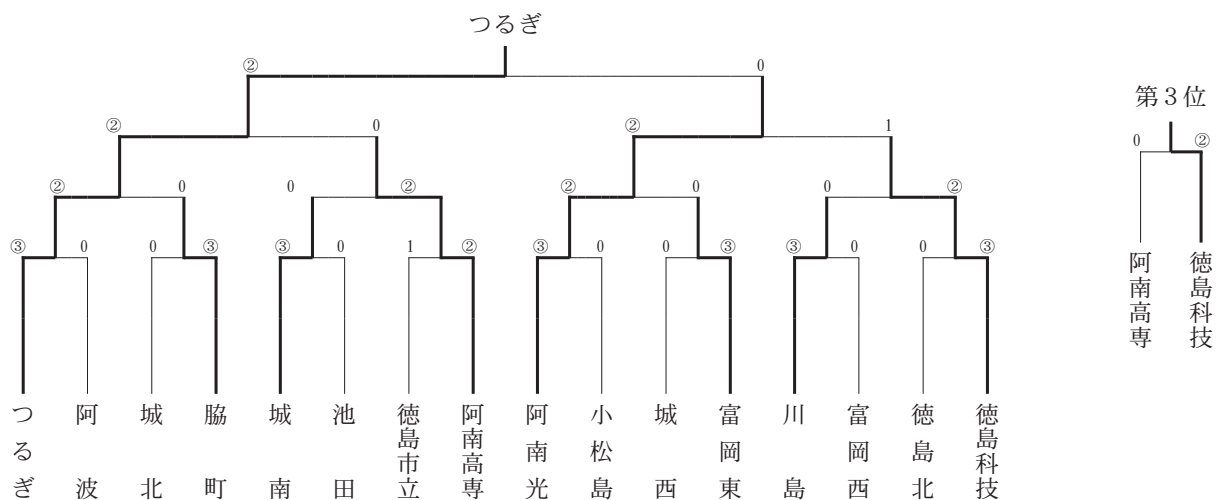 つるぎ
② 0
第3位
② 0 ② 1
0 ②
② 0 0 ② ② 0 0 ②
③ 0 0 ③ ③ 0 1 ② ③ 0 0 ③ ③ 0 0 ③
阿南高専
徳島科技
つるぎ
阿波
城北
脇町
城南
池田
徳島市立
阿南高専
阿南光
小松島
城西
富岡東
川島
富岡西
徳島北
徳島科技